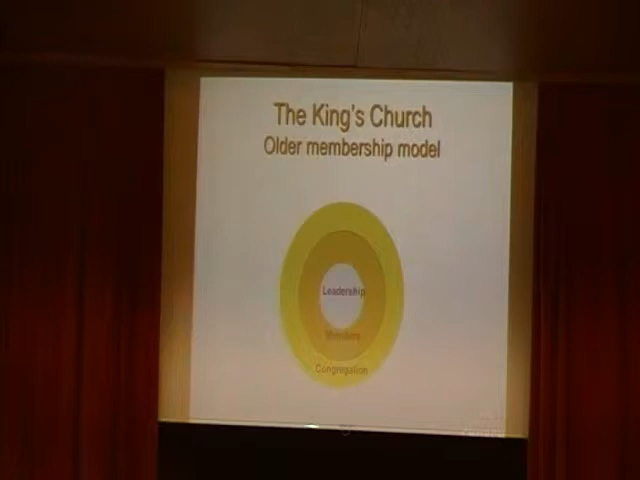 The King's Church
Older membership model
Leadership
Members
Congregation